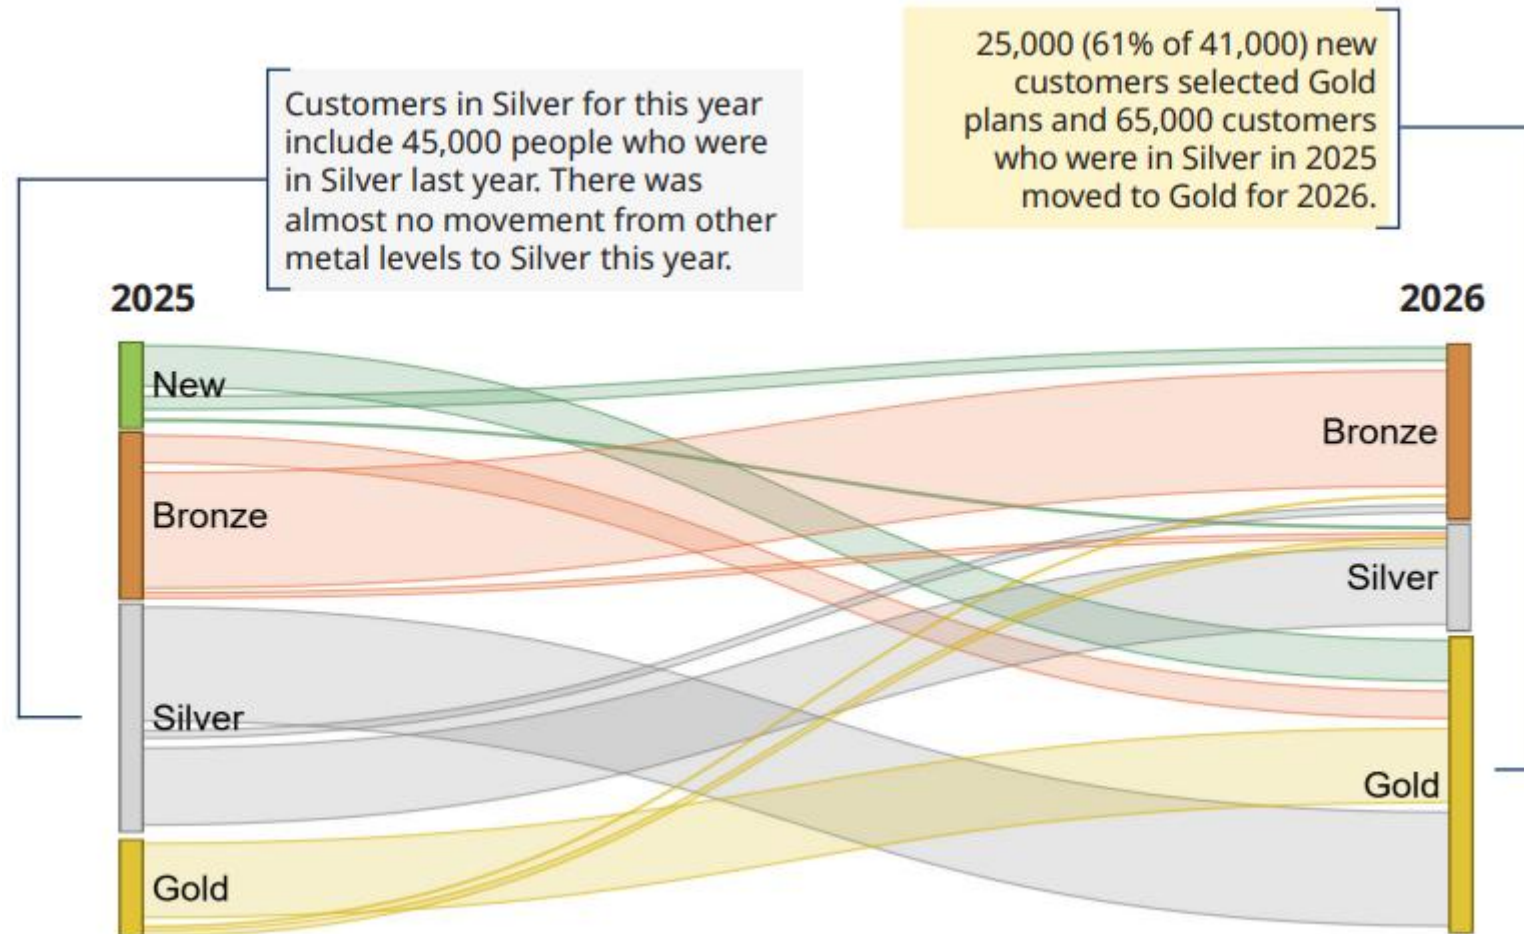 25,000 (61% of 41,000) new
customers selected Gold
plans and 65,000 customers
who were in Silver in 2025
moved to Gold for 2026.
Customers in Silver for this year
include 45,000 people who were
in Silver last year. There was
almost no movement from other
metal levels to Silver this year.
2025
2026
New
Bronze
Silver
Gold
Bronze
Silver
Gold